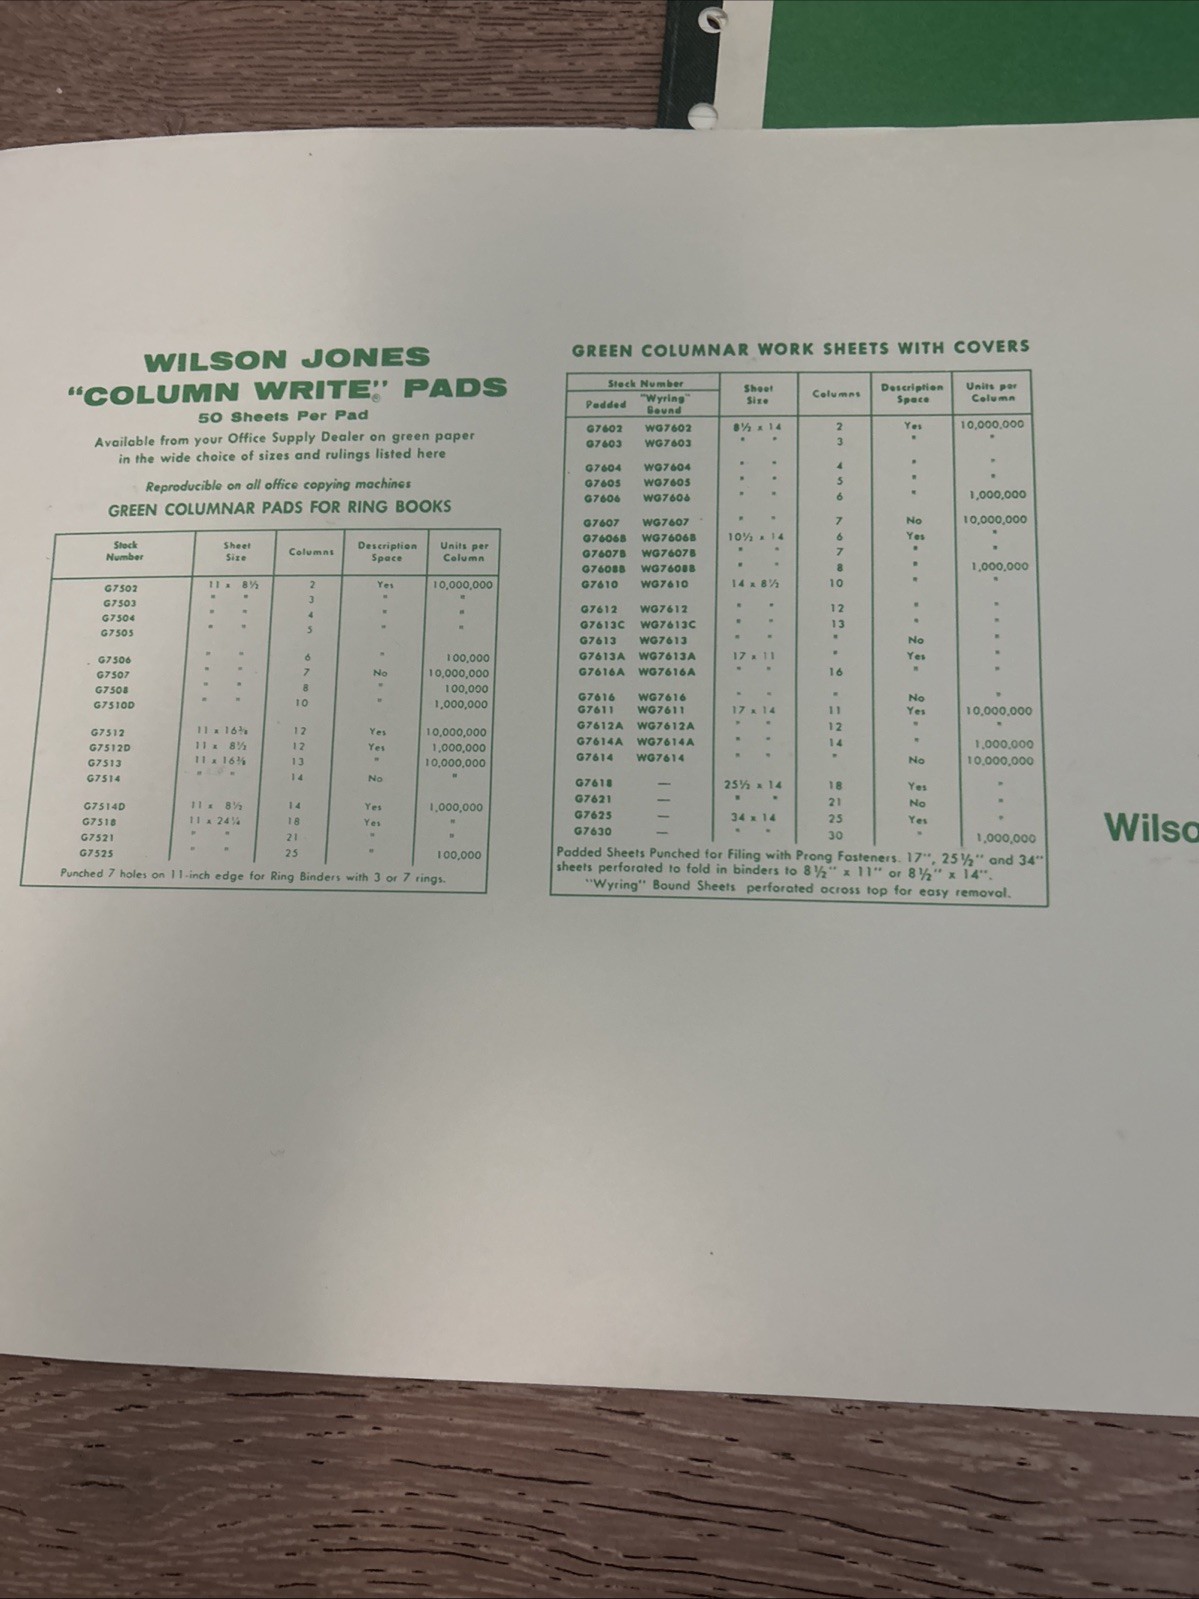 WILSON JONES
"COLUMN WRITE"® PADS
50 Sheets Per Pad
Available from your Office Supply Dealer on green paper
in the wide choice of sizes and rulings listed here
Reproducible on all office copying machines
GREEN COLUMNAR PADS FOR RING BOOKS
Stock Number Sheet Size Columns Description Space Units per Column
G7502 11 x 8½ 2 Yes 10,000,000
G7503 " " 3 " "
G7504 " " 4 " "
G7505 " " 5 " "
G7506 " " 6 " 100,000
G7507 " " 7 No 10,000,000
G7508 " " 8 " 100,000
G7510D " " 10 " 1,000,000
G7512 11 x 16⅜ 12 Yes 10,000,000
G7512D 11 x 8½ 12 Yes 1,000,000
G7513 11 x 16⅜ 13 " 10,000,000
G7514 " " 14 No "
G7514D 11 x 8½ 14 Yes 1,000,000
G7518 11 x 24¼ 18 Yes "
G7521 " " 21 " "
G7525 " " 25 " 100,000
Punched 7 holes on 11-inch edge for Ring Binders with 3 or 7 rings.
GREEN COLUMNAR WORK SHEETS WITH COVERS
Stock Number Padded "Wyring" Bound Sheet Size Columns Description Space Units per Column
G7602 WG7602 8½ x 14 2 Yes 10,000,000
G7603 WG7603 " " 3 " "
G7604 WG7604 " " 4 " "
G7605 WG7605 " " 5 " "
G7606 WG7606 " " 6 " 1,000,000
G7607 WG7607 " " 7 No 10,000,000
G7606B WG7606B 10½ x 14 6 Yes "
G7607B WG7607B " " 7 " "
G7608B WG7608B " " 8 " 1,000,000
G7610 WG7610 14 x 8½ 10 " "
G7612 WG7612 " " 12 " "
G7613C WG7613C " " 13 " "
G7613 WG7613 " " " No "
G7613A WG7613A 17 x 11 " Yes "
G7616A WG7616A " " 16 " "
G7616 WG7616 " " " No "
G7611 WG7611 17 x 14 11 Yes 10,000,000
G7612A WG7612A " " 12 " "
G7614A WG7614A " " 14 " 1,000,000
G7614 WG7614 " " " No 10,000,000
G7618 — 25½ x 14 18 Yes "
G7621 — " " 21 No "
G7625 — 34 x 14 25 Yes "
G7630 — " " 30 " 1,000,000
Padded Sheets Punched for Filing with Prong Fasteners. 17", 25½" and 34"
sheets perforated to fold in binders to 8½" x 11" or 8½" x 14".
"Wyring" Bound Sheets perforated across top for easy removal.
Wilso